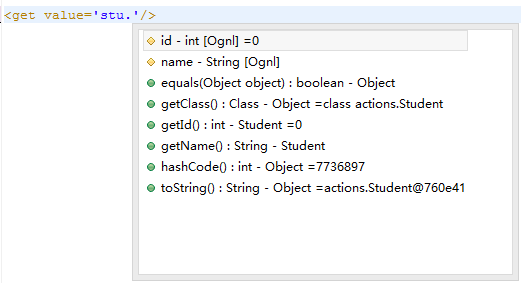 <get value='stu.'/>
id - int [Ognl] =0
name - String [Ognl]
equals(Object object) : boolean - Object
getClass() : Class - Object =class actions.Student
getId() : int - Student =0
getName() : String - Student
hashCode() : int - Object =7736897
toString() : String - Object =actions.Student@760e41